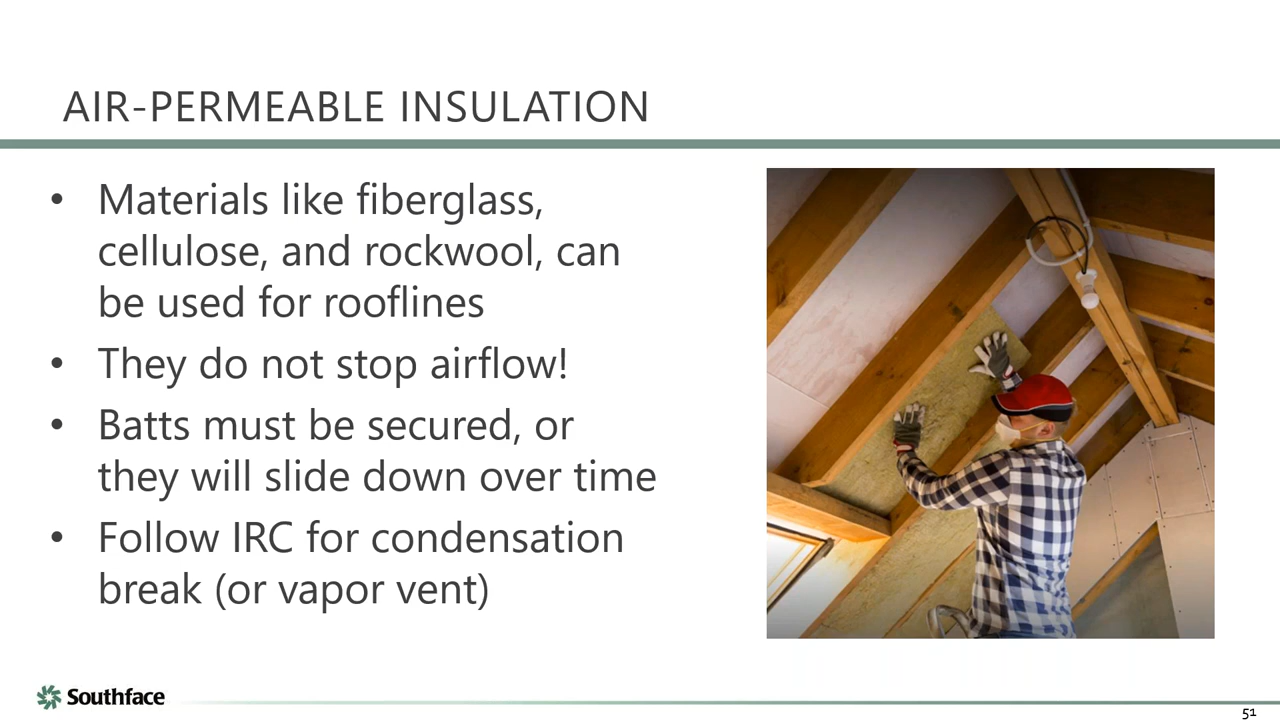 AIR-PERMEABLE INSULATION
• Materials like fiberglass,
cellulose, and rockwool, can
be used for rooflines
• They do not stop airflow!
• Batts must be secured, or
they will slide down over time
• Follow IRC for condensation
break (or vapor vent)
Southface
51